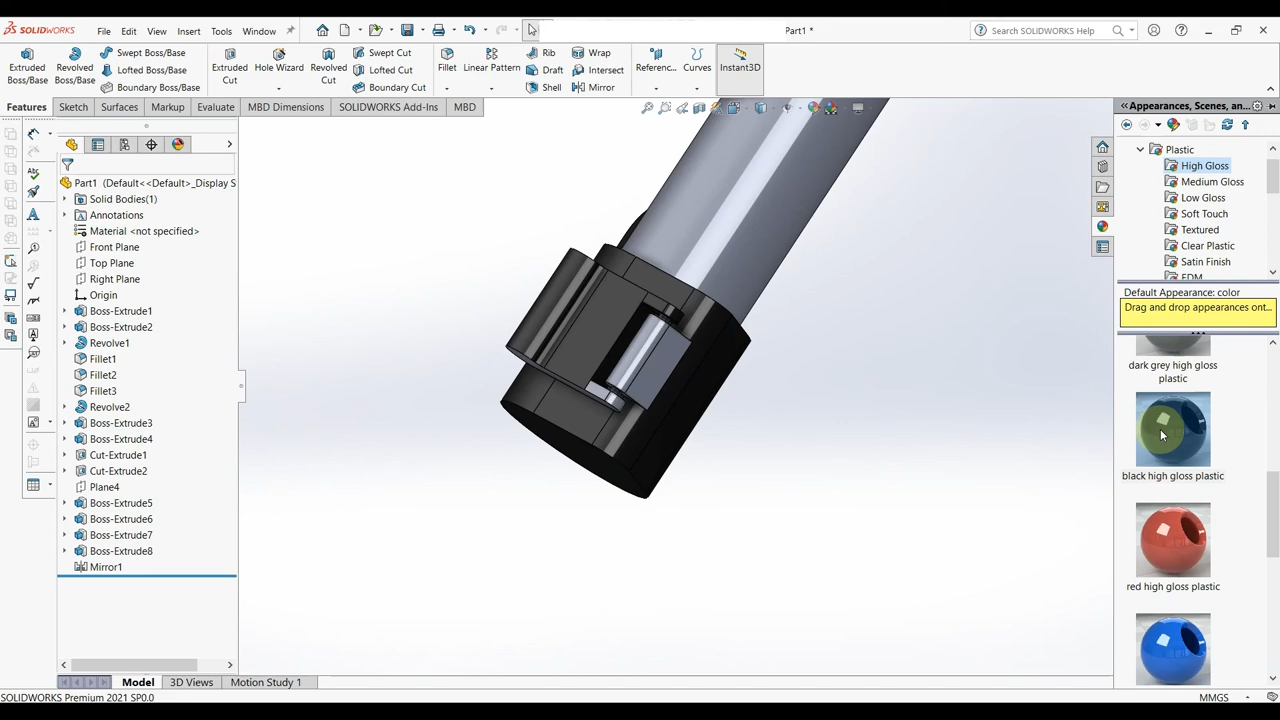 SOLIDWORKS File Edit View Insert Tools Window Part1 * Search SOLIDWORKS Help
Extruded Boss/Base
Revolved Boss/Base
Swept Boss/Base
Lofted Boss/Base
Boundary Boss/Base
Extruded Cut
Hole Wizard
Revolved Cut
Swept Cut
Lofted Cut
Boundary Cut
Fillet
Linear Pattern
Rib
Draft
Shell
Wrap
Intersect
Mirror
Referenc...
Curves
Instant3D
Features Sketch Surfaces Markup Evaluate MBD Dimensions SOLIDWORKS Add-Ins MBD
Part1 (Default<<Default>_Display S
Solid Bodies(1)
Annotations
Material <not specified>
Front Plane
Top Plane
Right Plane
Origin
Boss-Extrude1
Boss-Extrude2
Revolve1
Fillet1
Fillet2
Fillet3
Revolve2
Boss-Extrude3
Boss-Extrude4
Cut-Extrude1
Cut-Extrude2
Plane4
Boss-Extrude5
Boss-Extrude6
Boss-Extrude7
Boss-Extrude8
Mirror1
Appearances, Scenes, an...
Plastic
High Gloss
Medium Gloss
Low Gloss
Soft Touch
Textured
Clear Plastic
Satin Finish
EDM
Default Appearance: color
Drag and drop appearances ont...
dark grey high gloss
plastic
black high gloss plastic
red high gloss plastic
Model 3D Views Motion Study 1
SOLIDWORKS Premium 2021 SP0.0 MMGS